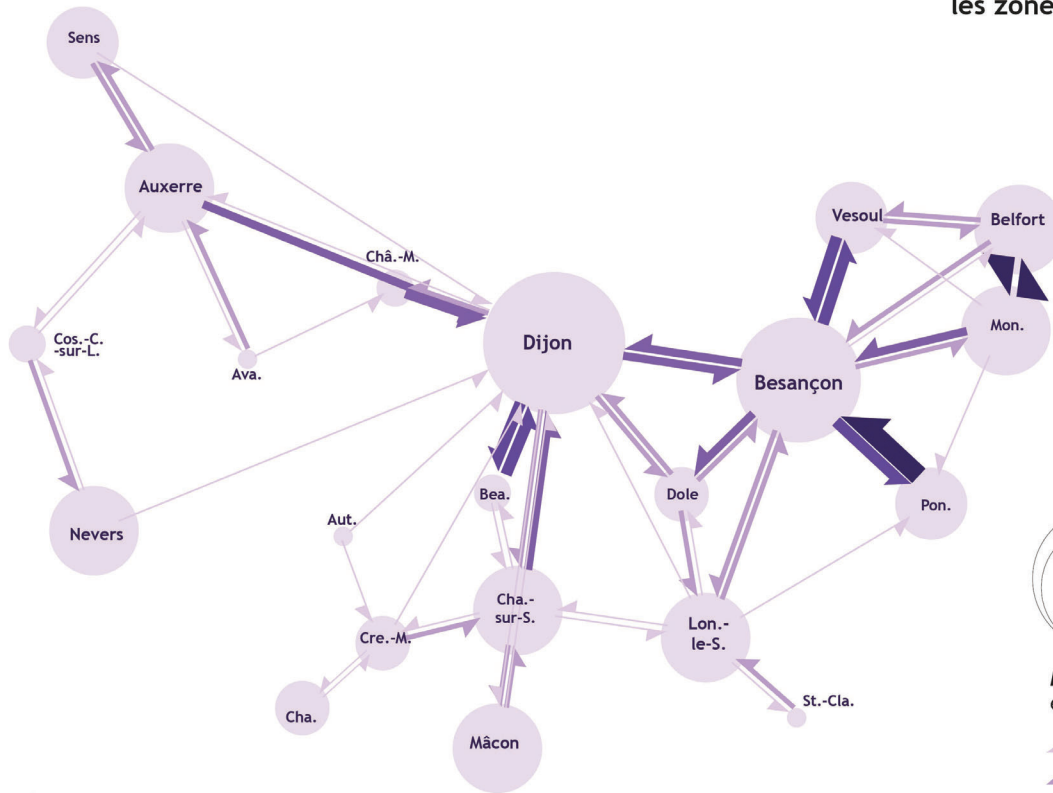 les zone
Sens
Auxerre
Vesoul
Belfort
Châ.-M.
Mon.
Cos.-C.
-sur-L.
Ava.
Dijon
Besançon
Bea.
Dole
Pon.
Aut.
Nevers
Cha.-
sur-S.
Cre.-M.
Lon.-
le-S.
St.-Cla.
Cha.
Mâcon